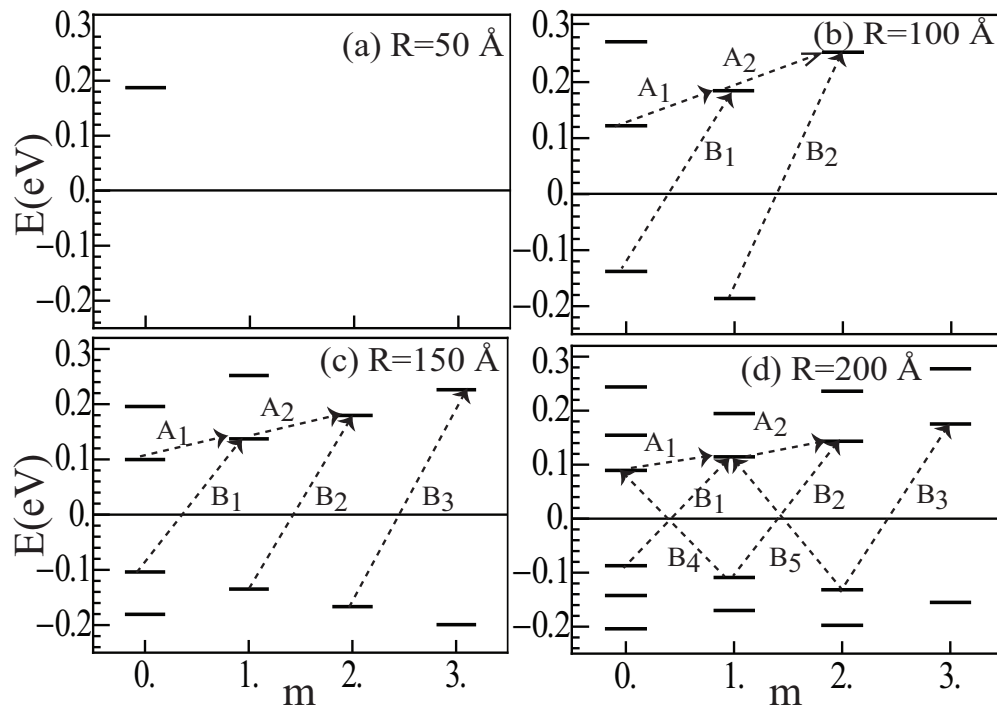 (a) R=50 Å
(b) R=100 Å
0.3
0.2
0.1
0.
−0.1
−0.2
E(eV)
0.3
0.2
0.1
0.
−0.1
−0.2
A1
A2
B1
B2
(c) R=150 Å
(d) R=200 Å
0.3
0.2
0.1
0.
−0.1
−0.2
E(eV)
A1
A2
B1
B2
B3
0.3
0.2
0.1
0.
−0.1
−0.2
A1
A2
B1
B2
B3
B4
B5
0.
1.
2.
3.
m
0.
1.
2.
3.
m